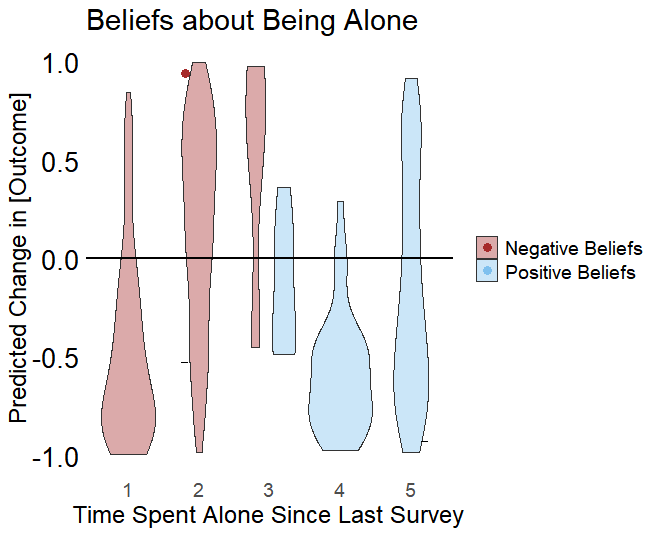 Beliefs about Being Alone
Predicted Change in [Outcome]
1.0
0.5
0.0
-0.5
-1.0
1 2 3 4 5
Time Spent Alone Since Last Survey
Negative Beliefs
Positive Beliefs